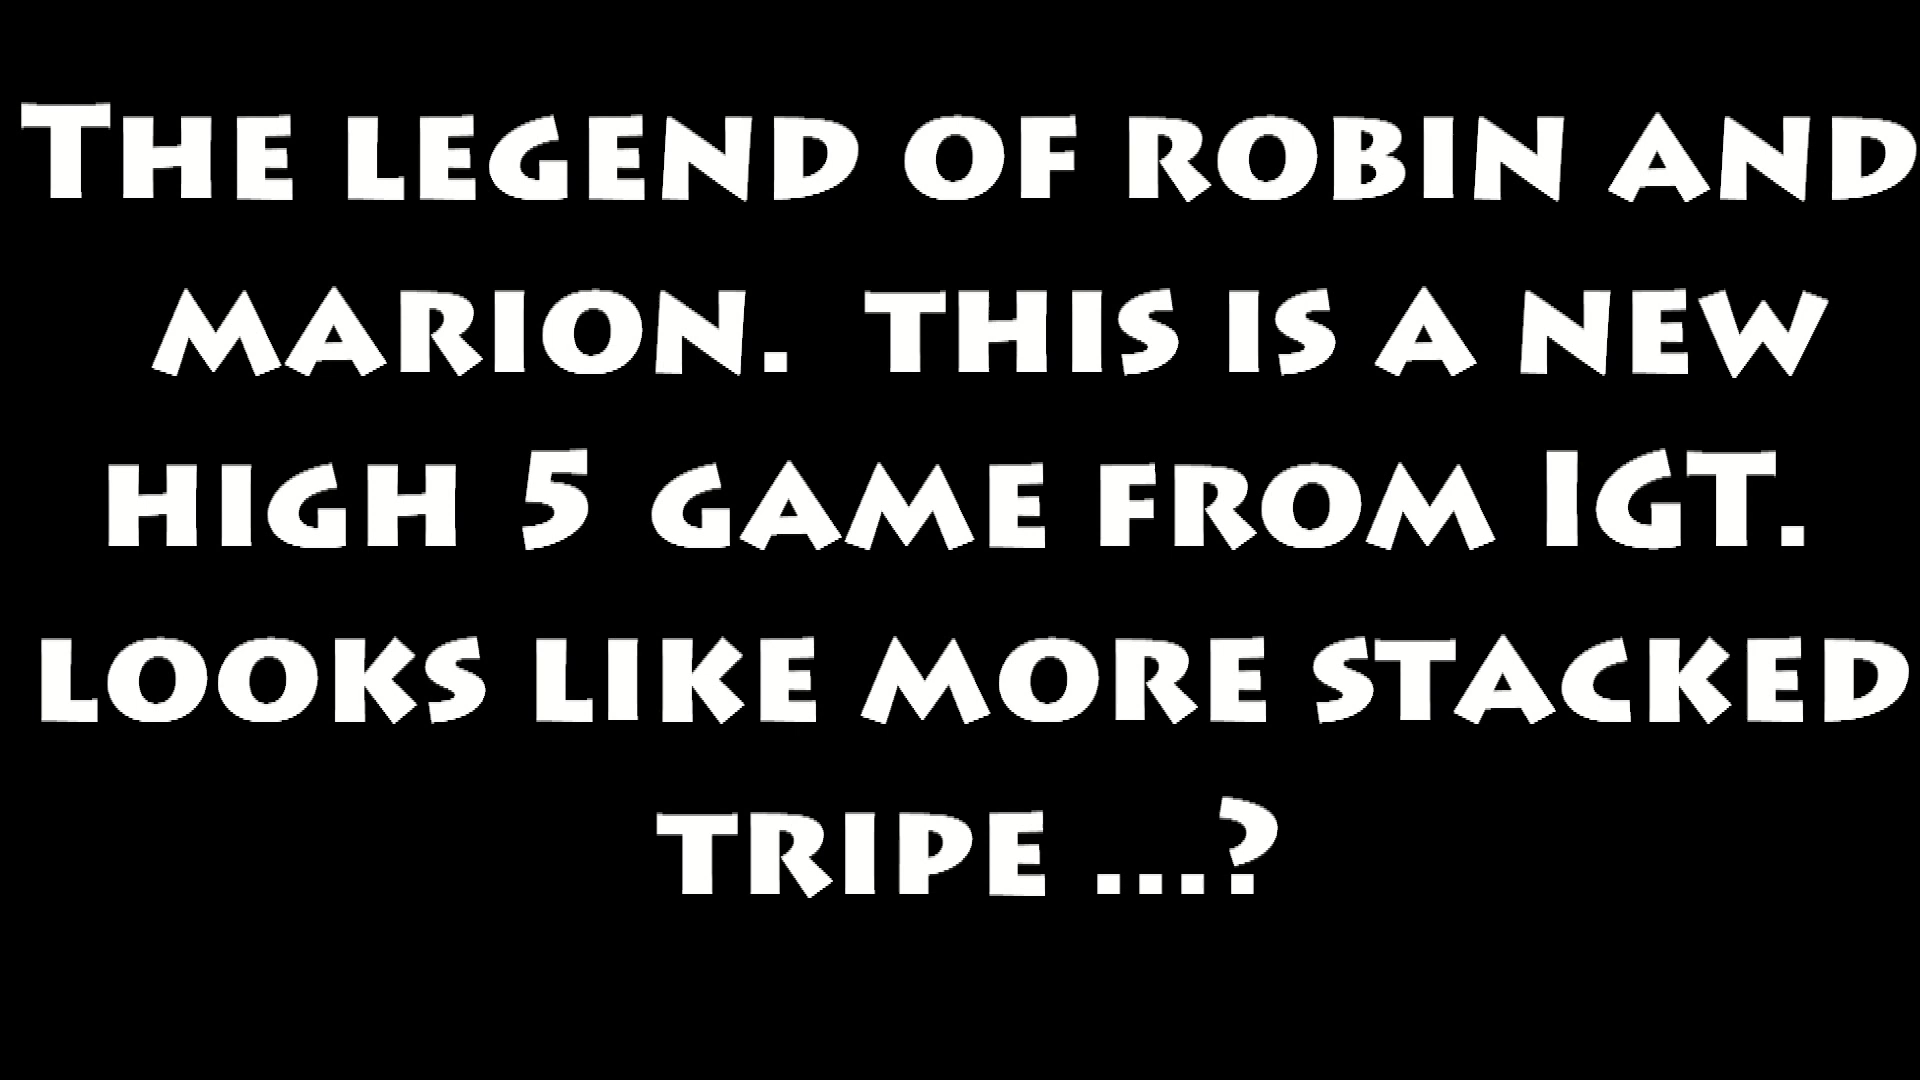 The legend of robin and
marion.  this is a new
high 5 game from IGT.
looks like more stacked
tripe ...?